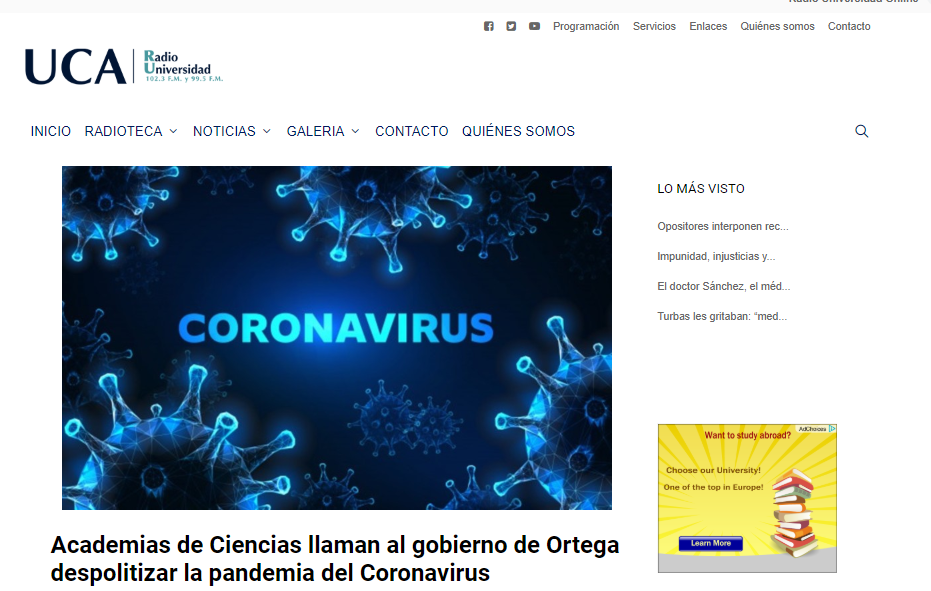 Radio Universidad Online
Programación Servicios Enlaces Quiénes somos Contacto
UCA
Radio
Universidad
102.3 F.M. y 99.5 F.M.
INICIO RADIOTECA NOTICIAS GALERIA CONTACTO QUIÉNES SOMOS
CORONAVIRUS
LO MÁS VISTO
Opositores interponen rec...
Impunidad, injusticias y...
El doctor Sánchez, el méd...
Turbas les gritaban: “med...
AdChoices
Want to study abroad?
Choose our University!
One of the top in Europe!
Learn More
Academias de Ciencias llaman al gobierno de Ortega
despolitizar la pandemia del Coronavirus